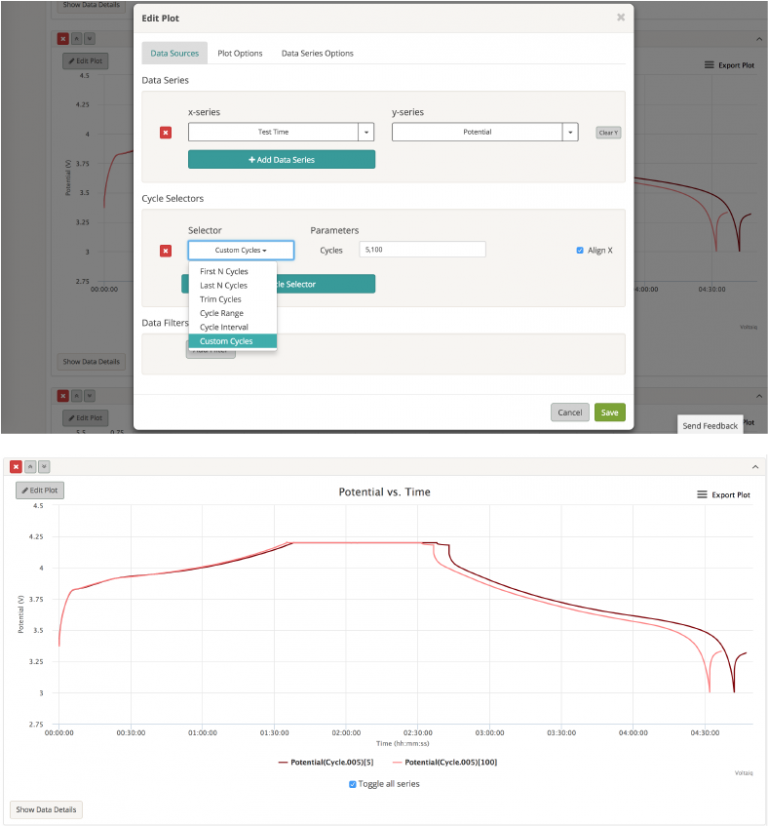 Show Data Details
Edit Plot
Edit Plot
Export Plot
Data Sources Plot Options Data Series Options
Data Series
x-series y-series
Test Time Potential Clear Y
+ Add Data Series
Cycle Selectors
Selector Parameters
Custom Cycles Cycles 5,100 Align X
First N Cycles
Last N Cycles
Trim Cycles
Cycle Range
Cycle Interval
Custom Cycles
cle Selector
Data Filters
Cancel Save
4.5
4.25
4
3.75
3.5
3.25
3
2.75
Potential (V)
00:00:00 4:00:00 04:30:00
Voltaiq
Show Data Details
Edit Plot
5.5 0.75
lot
Send Feedback
Edit Plot
Potential vs. Time
Export Plot
4.5
4.25
4
3.75
3.5
3.25
3
2.75
Potential (V)
00:00:00 00:30:00 01:00:00 01:30:00 02:00:00 02:30:00 03:00:00 03:30:00 04:00:00 04:30:00
Time (hh:mm:ss)
Potential(Cycle.005)[5] Potential(Cycle.005)[100]
Voltaiq
Toggle all series
Show Data Details